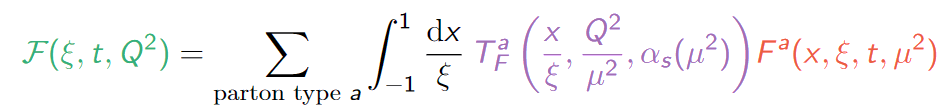 ℱ(ξ, t, Q²) = ∑_{parton type a} ∫_{-1}^{1} dx/ξ T_F^a (x/ξ, Q²/μ², α_s(μ²)) F^a(x, ξ, t, μ²)